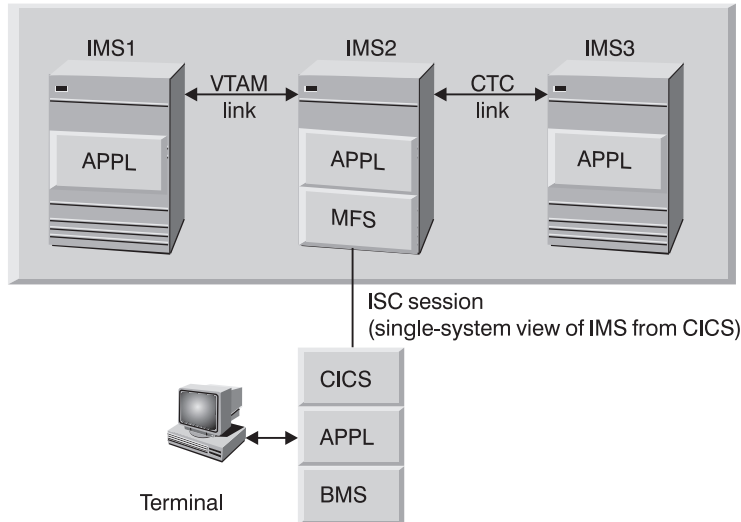 IMS1
IMS2
IMS3
VTAM
link
CTC
link
APPL
APPL
APPL
MFS
ISC session
(single-system view of IMS from CICS)
CICS
APPL
BMS
Terminal